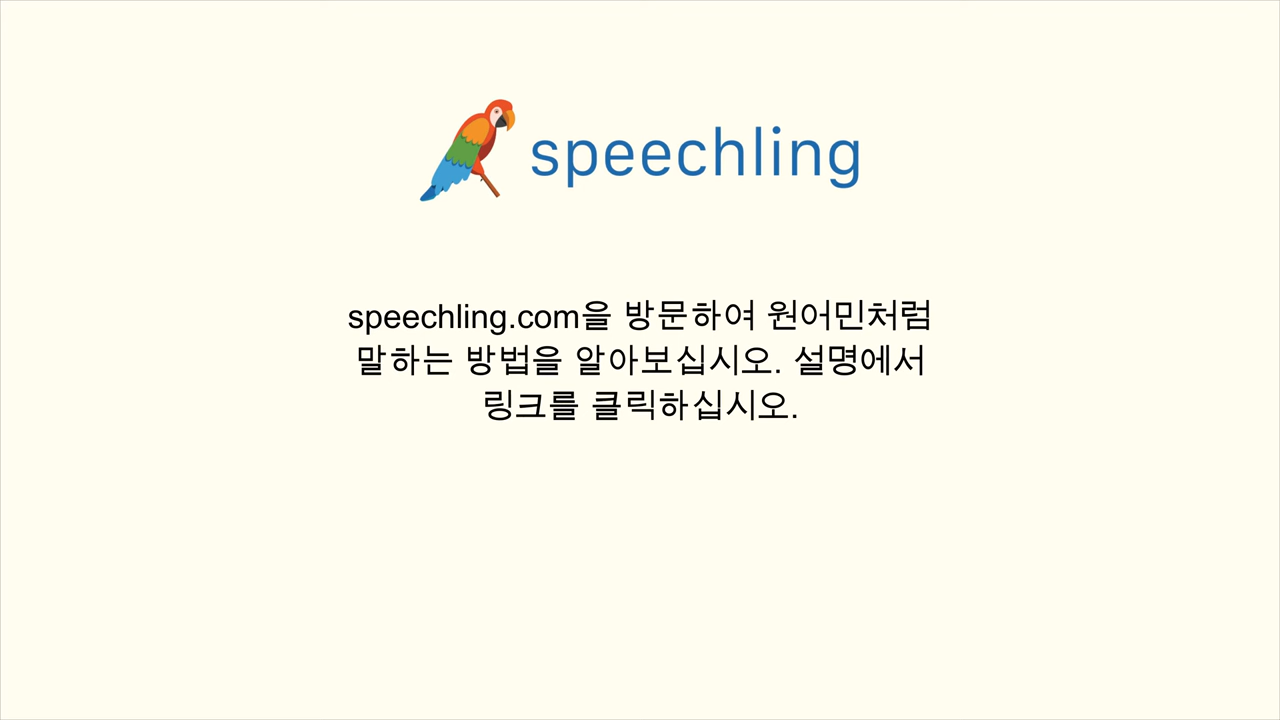 speechling
speechling.com을 방문하여 원어민처럼
말하는 방법을 알아보십시오. 설명에서
링크를 클릭하십시오.